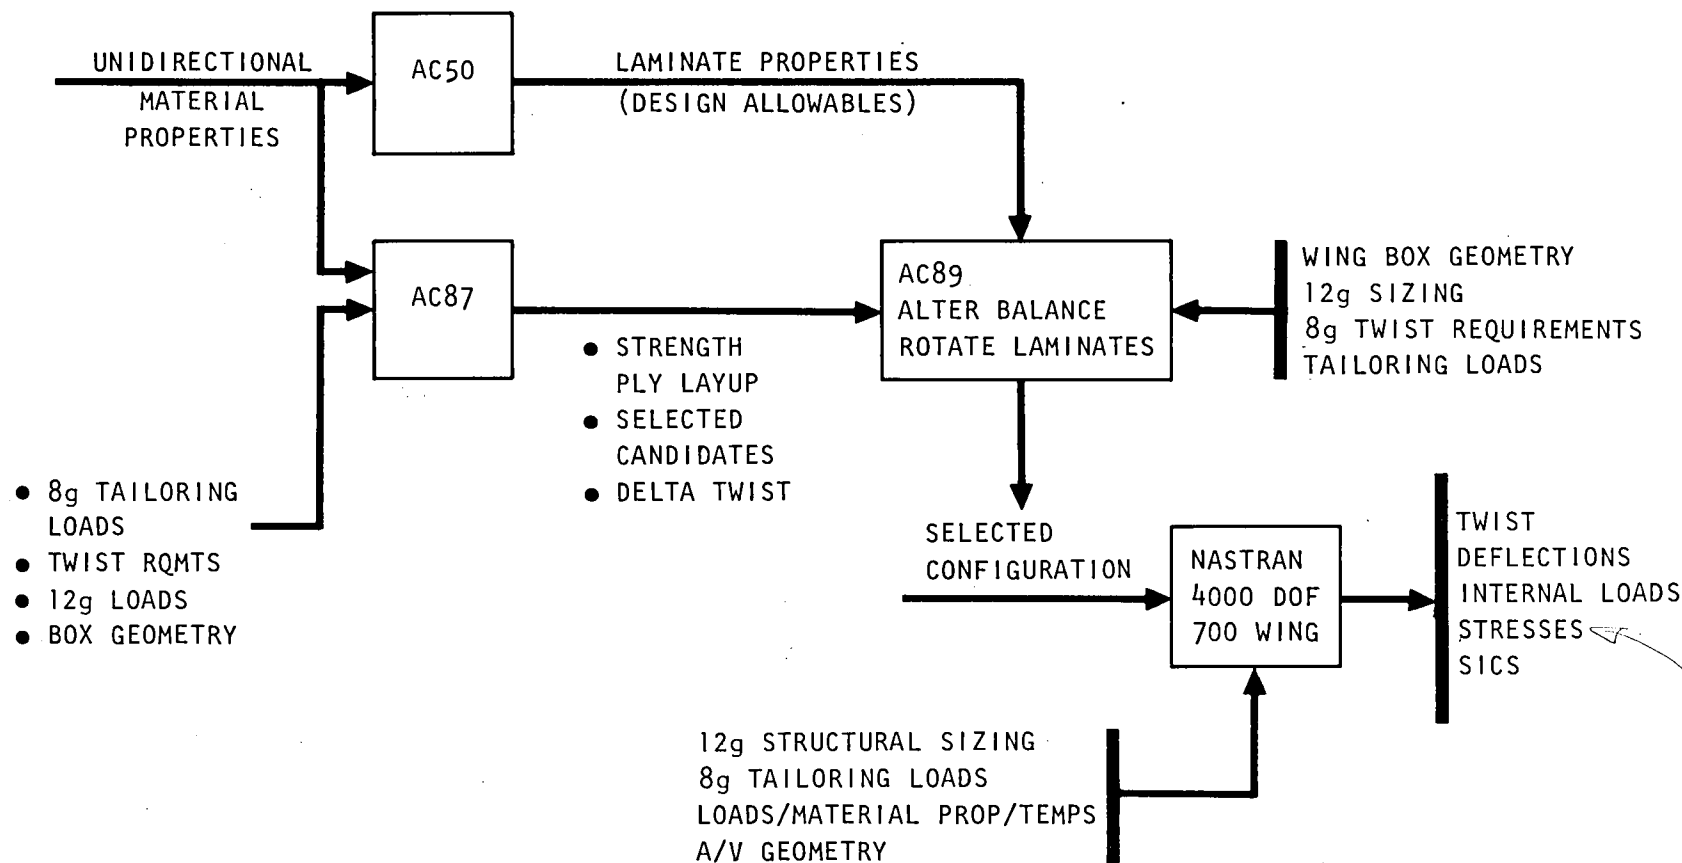 UNIDIRECTIONAL
MATERIAL
PROPERTIES
AC50
LAMINATE PROPERTIES
(DESIGN ALLOWABLES)
AC87
● STRENGTH
PLY LAYUP
● SELECTED
CANDIDATES
● DELTA TWIST
AC89
ALTER BALANCE
ROTATE LAMINATES
WING BOX GEOMETRY
12g SIZING
8g TWIST REQUIREMENTS
TAILORING LOADS
● 8g TAILORING
LOADS
● TWIST RQMTS
● 12g LOADS
● BOX GEOMETRY
SELECTED
CONFIGURATION
NASTRAN
4000 DOF
700 WING
TWIST
DEFLECTIONS
INTERNAL LOADS
STRESSES
SICS
12g STRUCTURAL SIZING
8g TAILORING LOADS
LOADS/MATERIAL PROP/TEMPS
A/V GEOMETRY